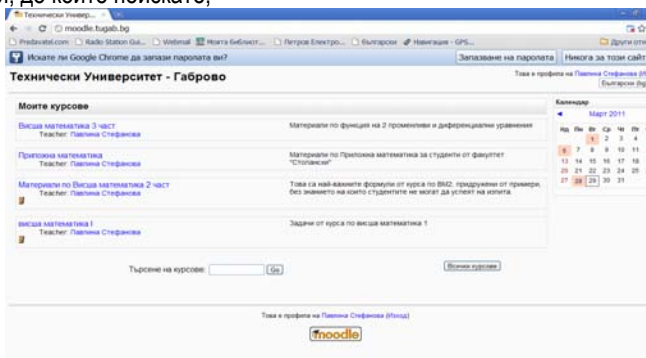 , до които поискате,
Технически Универ...
moodle.tugab.bg
Predavatel.com Radio Station Gui... Webmail Моята библиот... Петров Електро... български Навигация - GPS... Други отм
Искате ли Google Chrome да запази паролата ви? Запазване на паролата Никога за този сайт
Технически Университет - Габрово
Това е профила на Павлина Стефанова
Български (bg
Моите курсове
Висша математика 3 част
Teacher: Павлина Стефанова
Материали по функция на 2 променливи и диференциални уравнения
Приложна математика
Teacher: Павлина Стефанова
Материали по Приложна математика за студенти от факултет "Стопански"
Материали по Висша математика 2 част
Teacher: Павлина Стефанова
Това са най-важните формули от курса по ВМ2, придружени от примери, без знанието на които студентите не могат да успеят на изпита.
висша математика I
Teacher: Павлина Стефанова
Задачи от курса по висша математика 1
Търсене на курсове: Go
Всички курсове
Календар
Март 2011
Нд Пн Вт Ср Чт Пт
1 2 3 4
6 7 8 9 10 11
13 14 15 16 17 18
20 21 22 23 24 25
27 28 29 30 31
Това е профила на Павлина Стефанова (Изход)
moodle